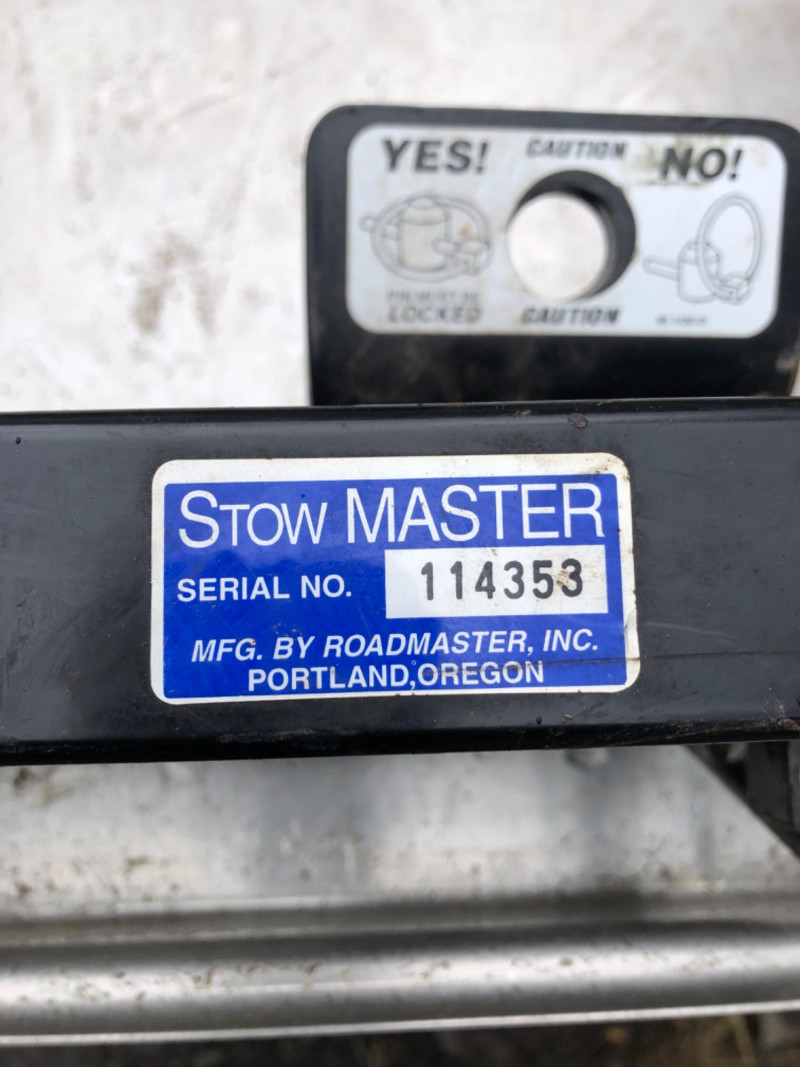 YES! CAUTION NO!
LOCKED CAUTION
STOW MASTER
SERIAL NO. 114353
MFG. BY ROADMASTER, INC.
PORTLAND, OREGON